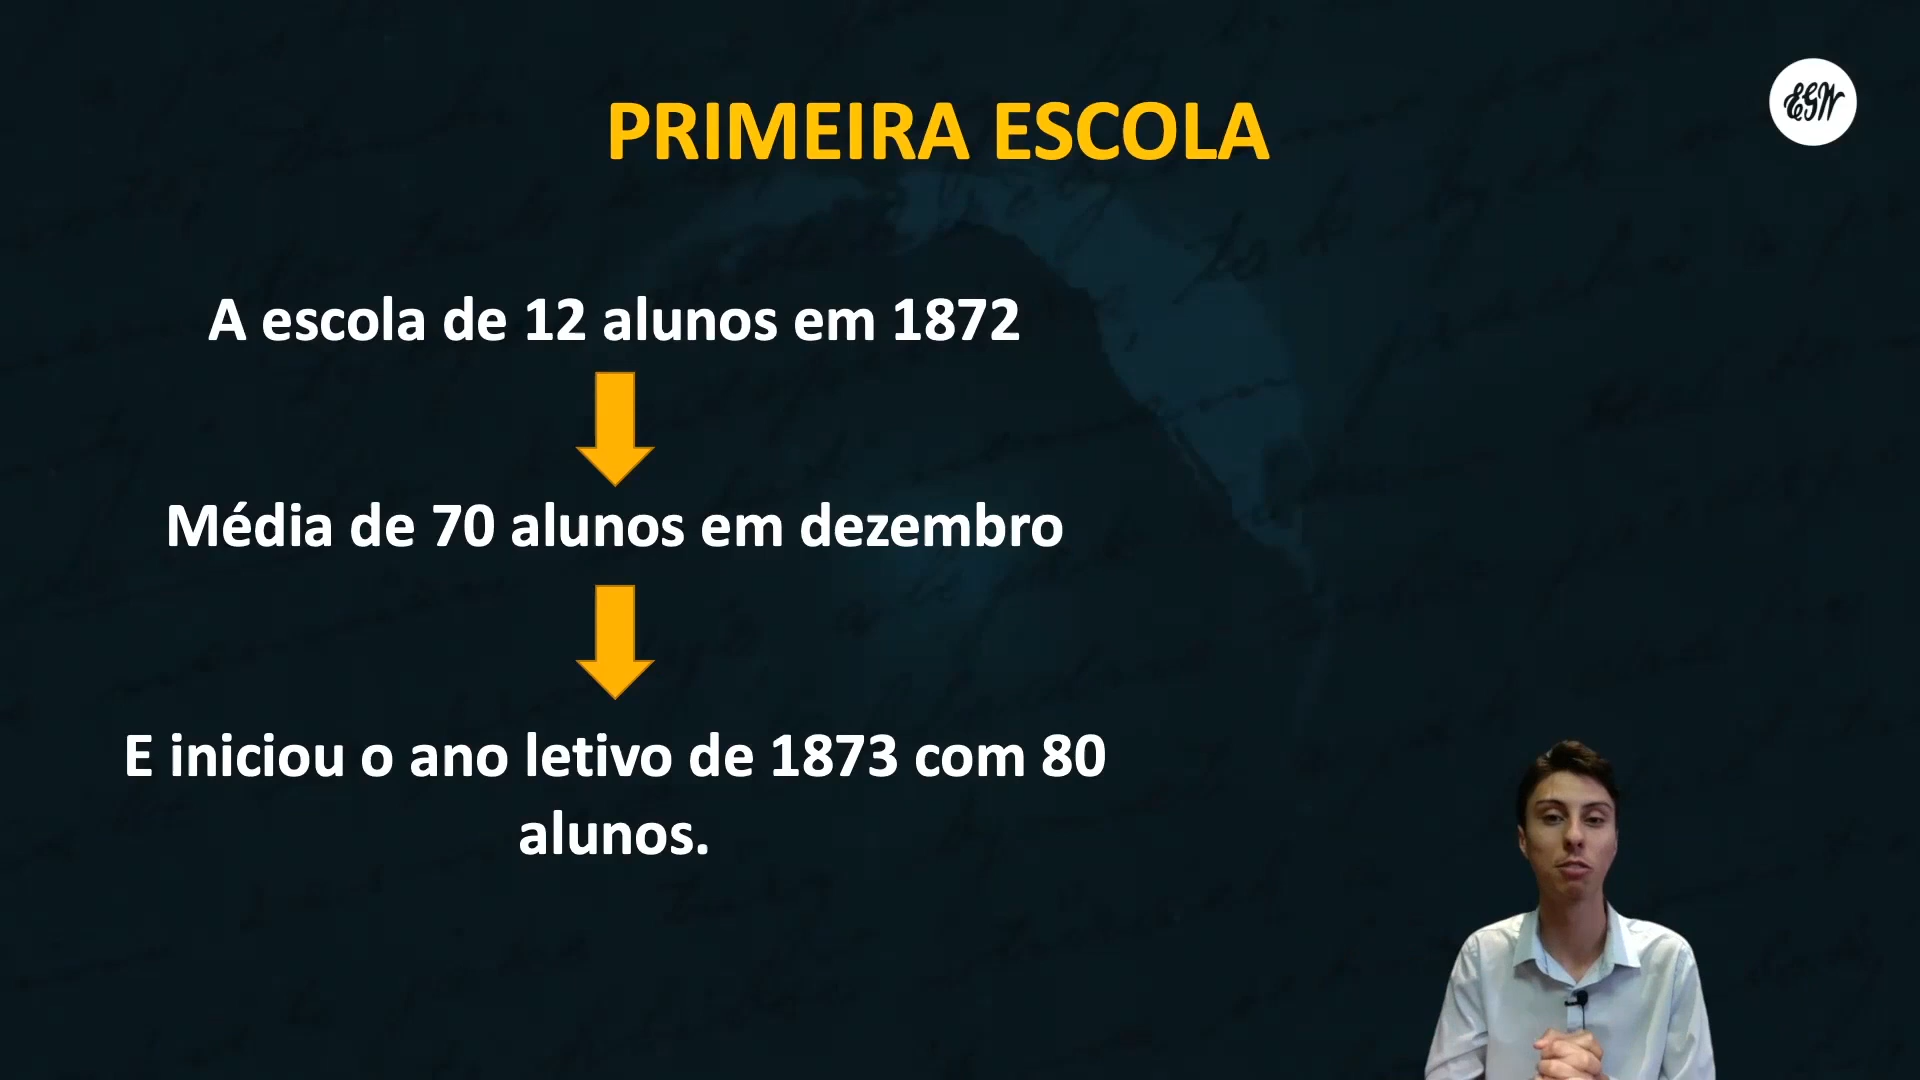 PRIMEIRA ESCOLA
EGW
A escola de 12 alunos em 1872
Média de 70 alunos em dezembro
E iniciou o ano letivo de 1873 com 80
alunos.